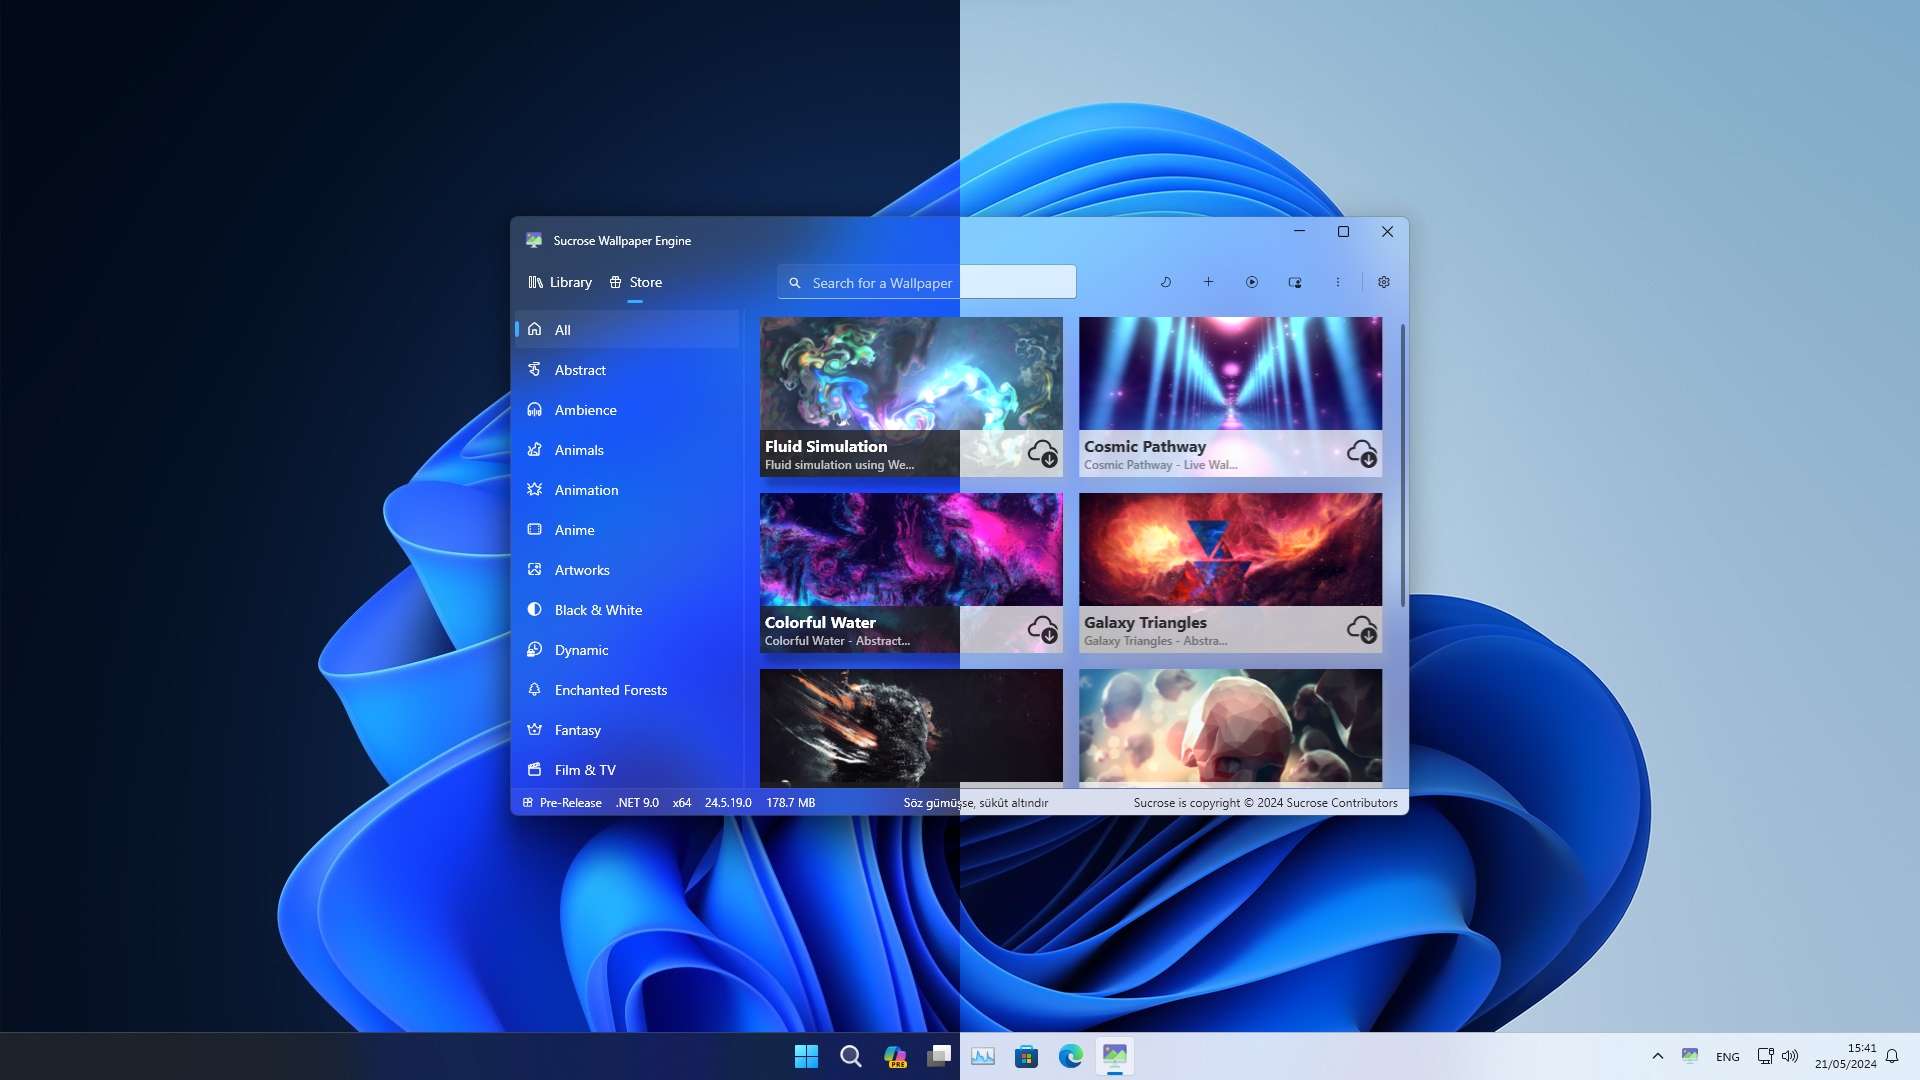 Sucrose Wallpaper Engine
Library
Store
Search for a Wallpaper
All
Abstract
Ambience
Animals
Animation
Anime
Artworks
Black & White
Dynamic
Enchanted Forests
Fantasy
Film & TV
Fluid Simulation
Fluid simulation using We...
Cosmic Pathway
Cosmic Pathway - Live Wal...
Colorful Water
Colorful Water - Abstract...
Galaxy Triangles
Galaxy Triangles - Abstra...
Pre-Release .NET 9.0 x64 24.5.19.0 178.7 MB
Söz gümüşse, sükût altındır
Sucrose is copyright © 2024 Sucrose Contributors
PRE
ENG
15:41
21/05/2024